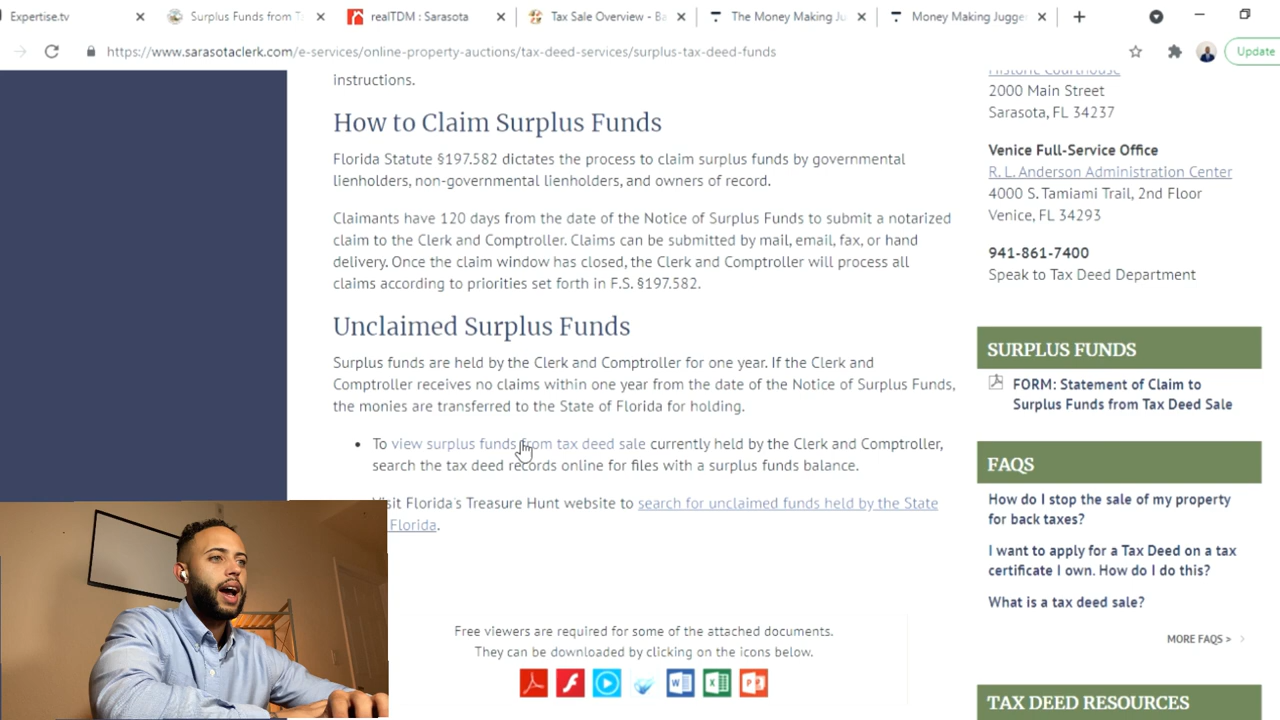 Expertise.tv
Surplus Funds from T
realTDM : Sarasota
Tax Sale Overview - Ba
The Money Making Ju
Money Making Jugge
https://www.sarasotaclerk.com/e-services/online-property-auctions/tax-deed-services/surplus-tax-deed-funds
Update
instructions.
How to Claim Surplus Funds
Florida Statute §197.582 dictates the process to claim surplus funds by governmental
lienholders, non-governmental lienholders, and owners of record.
Claimants have 120 days from the date of the Notice of Surplus Funds to submit a notarized
claim to the Clerk and Comptroller. Claims can be submitted by mail, email, fax, or hand
delivery. Once the claim window has closed, the Clerk and Comptroller will process all
claims according to priorities set forth in F.S. §197.582.
Unclaimed Surplus Funds
Surplus funds are held by the Clerk and Comptroller for one year. If the Clerk and
Comptroller receives no claims within one year from the date of the Notice of Surplus Funds,
the monies are transferred to the State of Florida for holding.
• To view surplus funds from tax deed sale currently held by the Clerk and Comptroller,
search the tax deed records online for files with a surplus funds balance.
sit Florida's Treasure Hunt website to search for unclaimed funds held by the State
Florida.
Free viewers are required for some of the attached documents.
They can be downloaded by clicking on the icons below.
Historic Courthouse
2000 Main Street
Sarasota, FL 34237
Venice Full-Service Office
R. L. Anderson Administration Center
4000 S. Tamiami Trail, 2nd Floor
Venice, FL 34293
941-861-7400
Speak to Tax Deed Department
SURPLUS FUNDS
FORM: Statement of Claim to
Surplus Funds from Tax Deed Sale
FAQS
How do I stop the sale of my property
for back taxes?
I want to apply for a Tax Deed on a tax
certificate I own. How do I do this?
What is a tax deed sale?
MORE FAQS >
TAX DEED RESOURCES